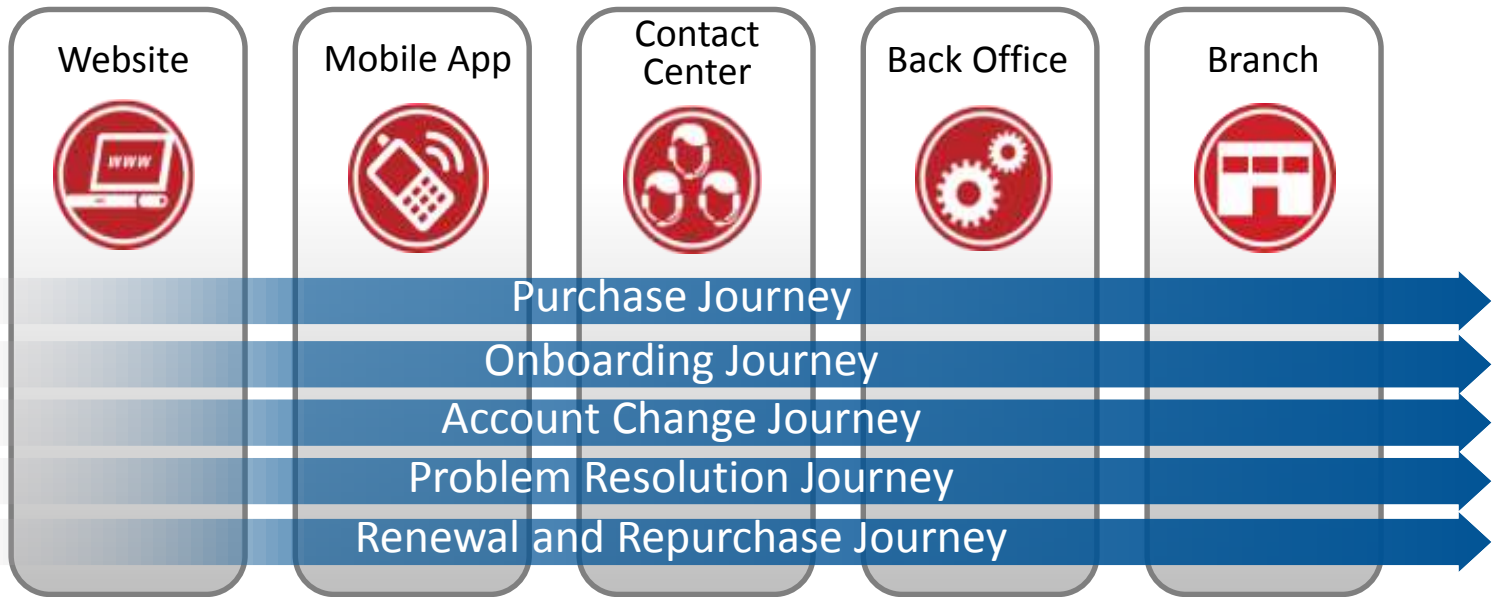 Website
Mobile App
Contact
Center
Back Office
Branch
www
Purchase Journey
Onboarding Journey
Account Change Journey
Problem Resolution Journey
Renewal and Repurchase Journey